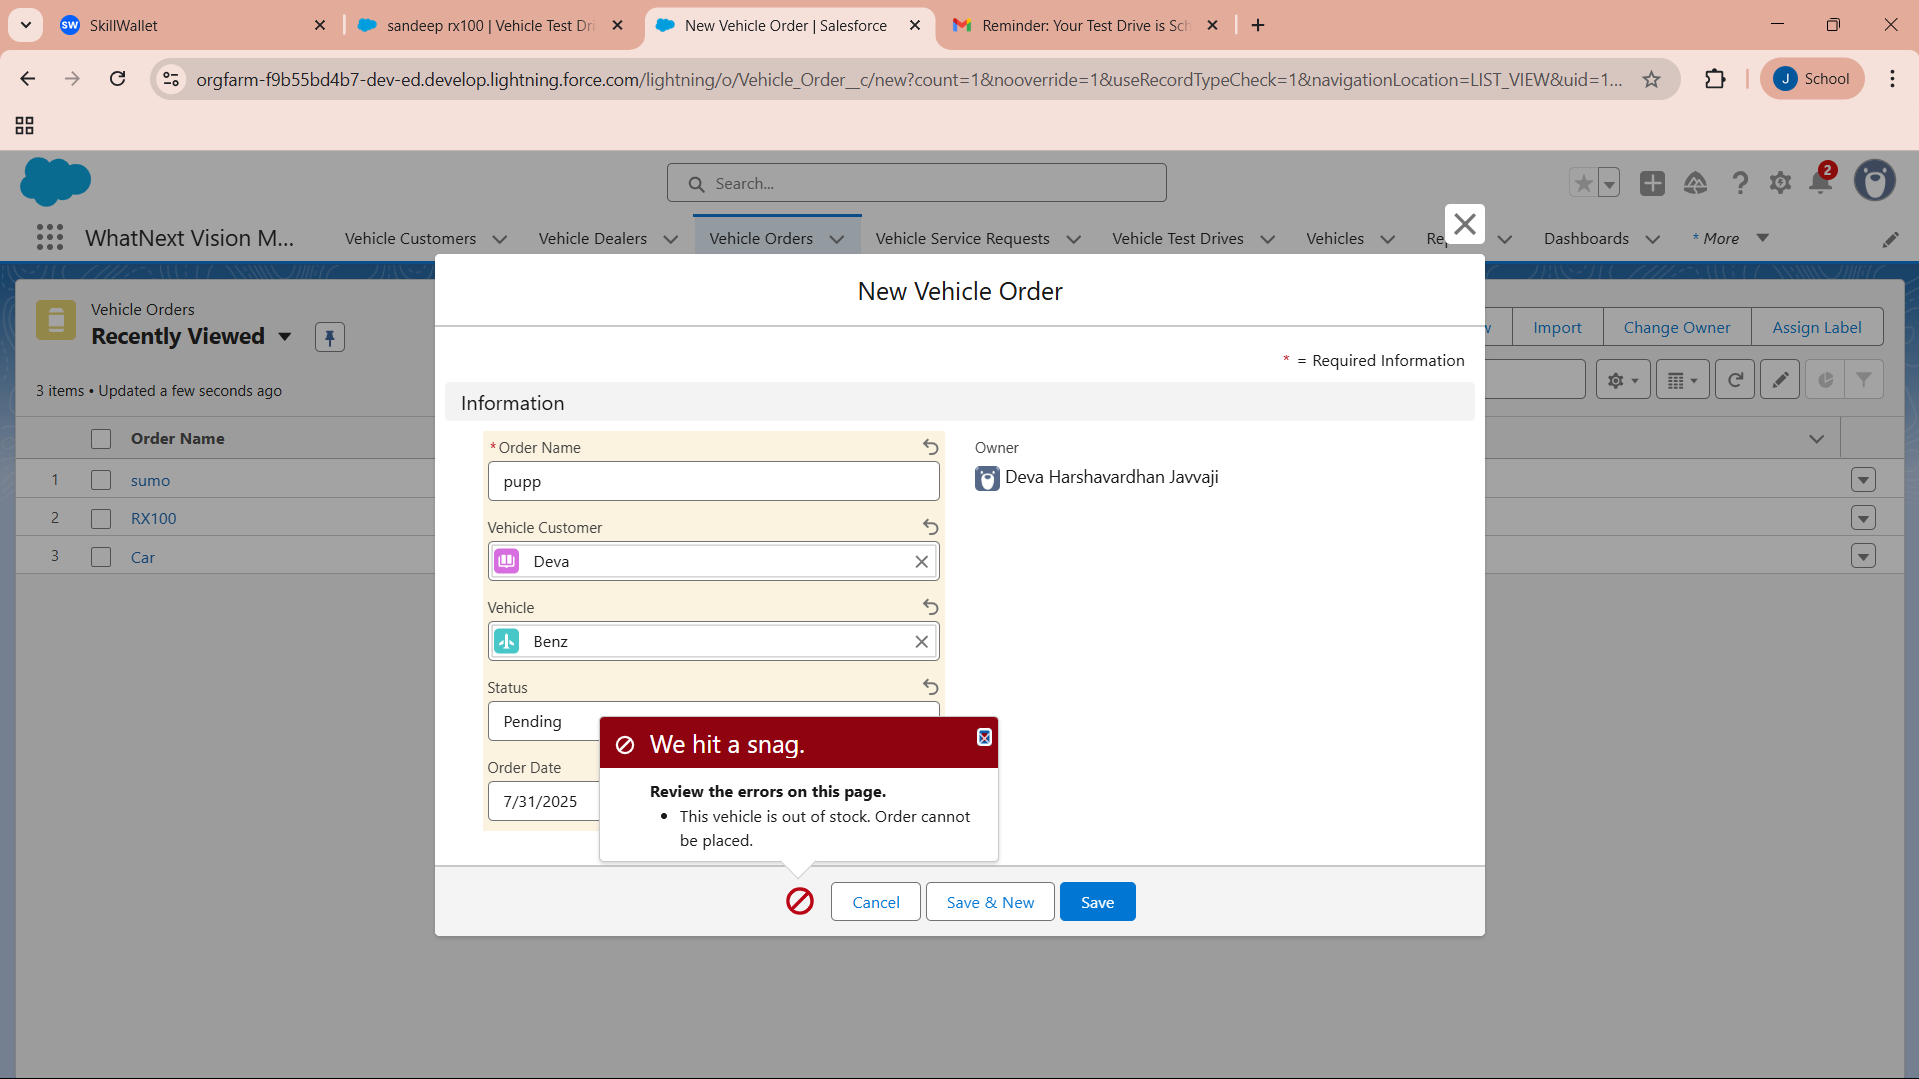 SW SkillWallet
sandeep rx100 | Vehicle Test Dri
New Vehicle Order | Salesforce
Reminder: Your Test Drive is Sch
orgfarm-f9b55bd4b7-dev-ed.develop.lightning.force.com/lightning/o/Vehicle_Order__c/new?count=1&nooverride=1&useRecordTypeCheck=1&navigationLocation=LIST_VIEW&uid=1...
J School
Search...
2
WhatNext Vision M...
Vehicle Customers
Vehicle Dealers
Vehicle Orders
Vehicle Service Requests
Vehicle Test Drives
Vehicles
Re
Dashboards
* More
Vehicle Orders
Recently Viewed
3 items • Updated a few seconds ago
w
Import
Change Owner
Assign Label
Order Name
1 sumo
2 RX100
3 Car
New Vehicle Order
* = Required Information
Information
*Order Name
pupp
Owner
Deva Harshavardhan Javvaji
Vehicle Customer
Deva
Vehicle
Benz
Status
Pending
Order Date
7/31/2025
We hit a snag.
Review the errors on this page.
• This vehicle is out of stock. Order cannot
be placed.
Cancel
Save & New
Save